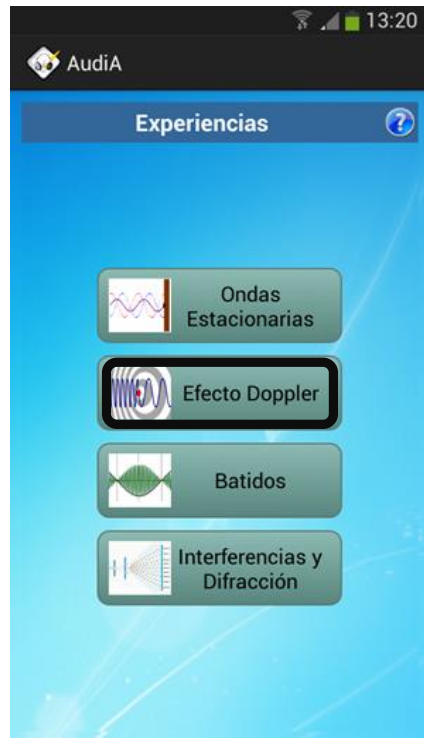 13:20
AudiA
Experiencias
?
Ondas
Estacionarias
Efecto Doppler
Batidos
Interferencias y
Difracción